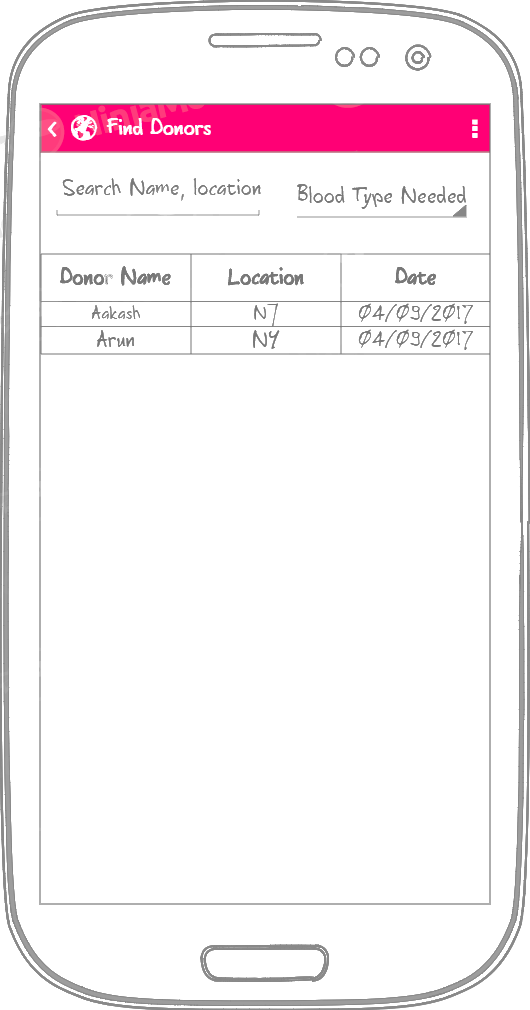 Find Donors
Search Name, location
Blood Type Needed
Donor Name Location Date
Aakash N7 04/09/2017
Arun NY 04/09/2017